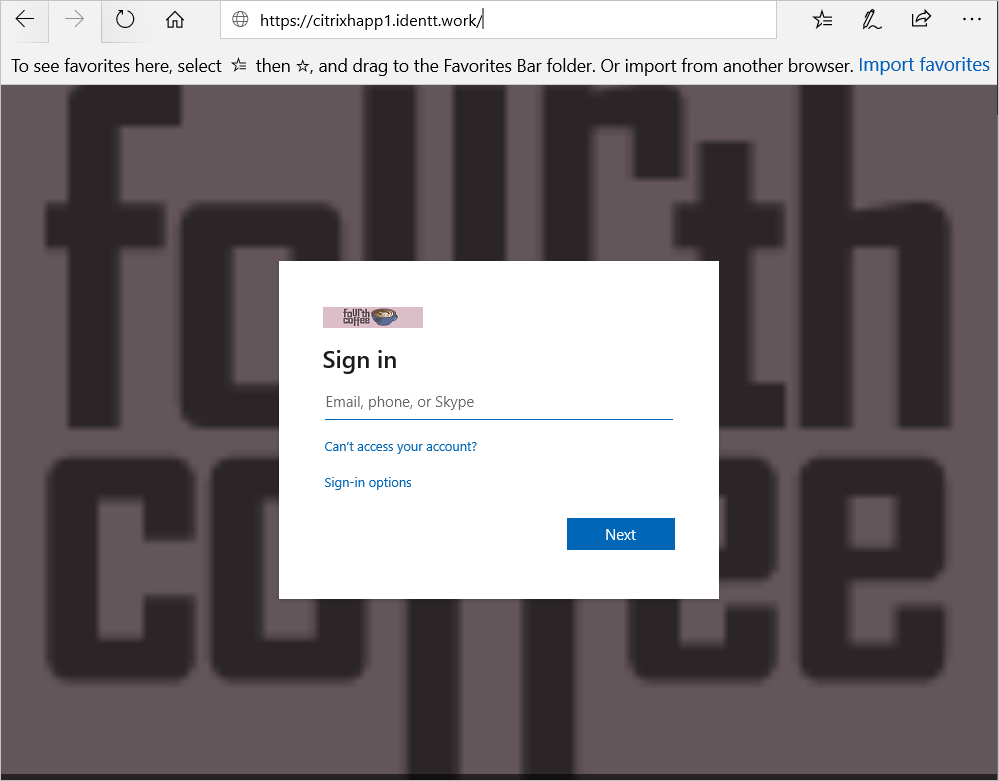 https://citrixhapp1.identt.work/
To see favorites here, select then , and drag to the Favorites Bar folder. Or import from another browser. Import favorites
fourth
coffee
fourth
coffee
Sign in
Email, phone, or Skype
Can't access your account?
Sign-in options
Next